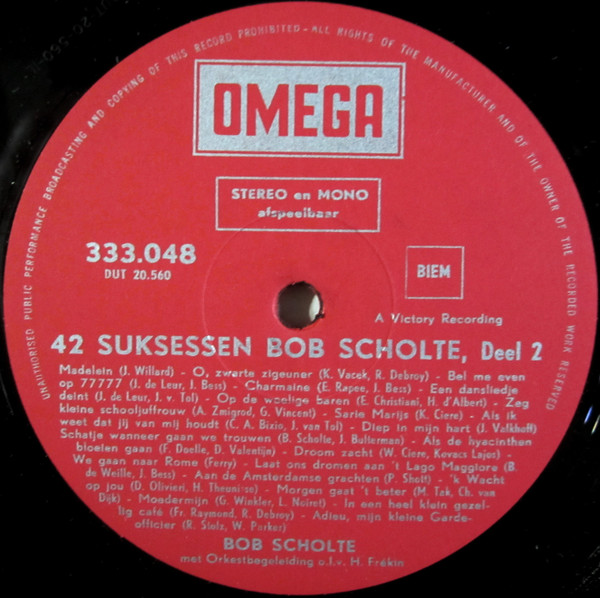 UNAUTHORISED PUBLIC PERFORMANCE BROADCASTING AND COPYING OF THIS RECORD PROHIBITED - ALL RIGHTS OF THE MANUFACTURER AND OF THE OWNER OF THE RECORDED WORK RESERVED
OMEGA
STEREO en MONO
afspeelbaar
333.048
DUT 20.560
BIEM
A Victory Recording
42 SUKSESSEN BOB SCHOLTE, Deel 2
Madelein (J. Willard) - O, zwarte zigeuner (K. Vacek, R. Debroy) - Bel me even
op 77777 (J. de Leur, J. Bess) - Charmaine (E. Rapee, J. Bess) - Een dansliedje
deint (J. de Leur, J. v. Tol) - Op de woelige baren (E. Christiani, H. d'Albert) - Zeg
kleine schooljuffrouw (A. Zmigrod, G. Vincent) - Sarie Marijs (K. Ciere) - Als ik
weet dat jij van mij houdt (C. A. Bizio, J. van Tol) - Diep in mijn hart (J. Valkhoff)
Schatje wanneer gaan we trouwen (B. Scholte, J. Bullerman) - Als de hyacinthen
bloeien gaan (F. Doelle, D. Valentijn) - Droom zacht (W. Ciere, Kovacs Lajos) -
We gaan naar Rome (Ferry) - Laat ons dromen aan 't Lago Maggiore (B.
de Weille, J. Bess) - Aan de Amsterdamse grachten (P. Shott) - 'k Wacht
op jou (D. Olivieri, H. Theunisse) - Morgen gaat 't beter (M. Tak, Ch. van
Dijk) - Moedermijn (G. Winkler, L. Noiret) - In een heel klein gezel-
lig café (Fr. Raymond, R. Debroy) - Adieu, mijn kleine Garde-
officier (R. Stolz, W. Parker)
BOB SCHOLTE
met Orkestbegeleiding o.l.v. H. Frékin